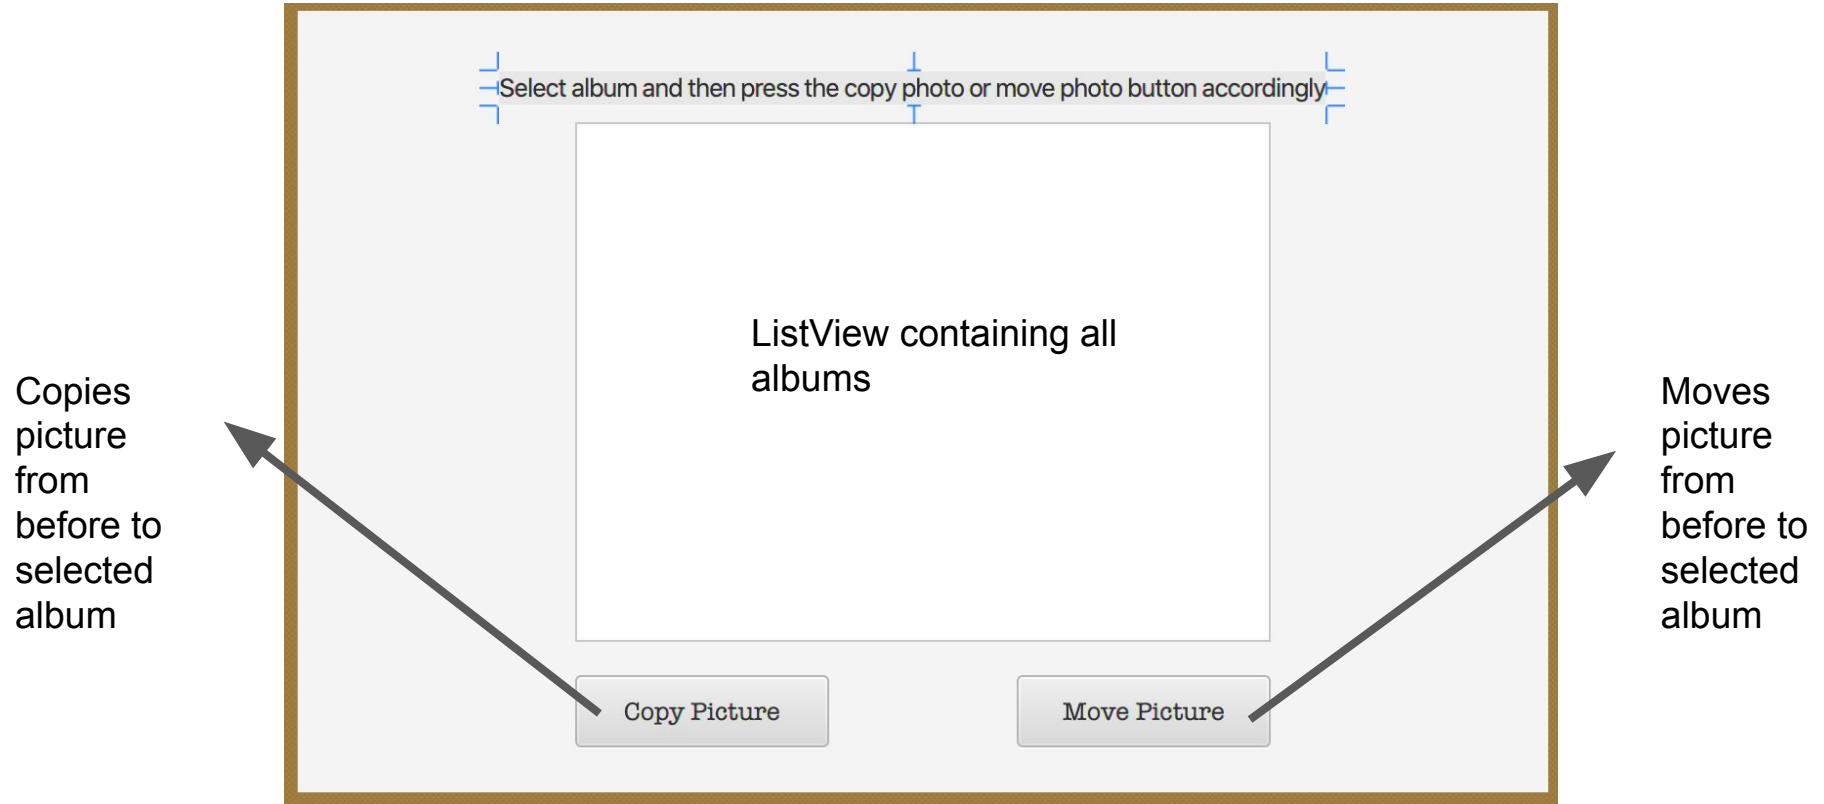 Select album and then press the copy photo or move photo button accordingly
ListView containing all
albums
Copies
picture
from
before to
selected
album
Moves
picture
from
before to
selected
album
Copy Picture
Move Picture